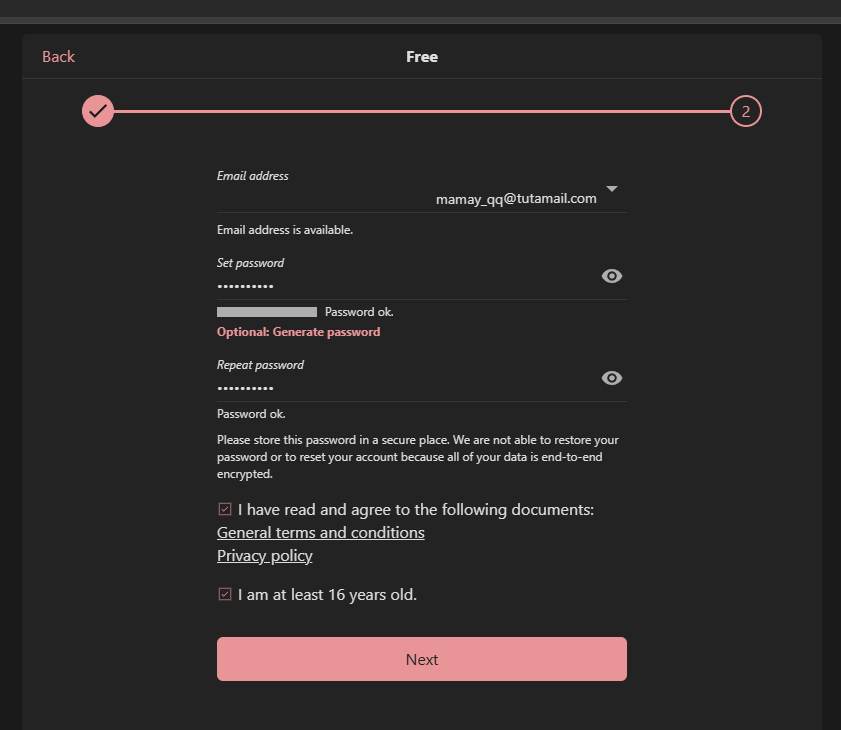 Back
Free
2
Email address
mamay_qq@tutamail.com
Email address is available.
Set password
••••••••••
Password ok.
Optional: Generate password
Repeat password
••••••••••
Password ok.
Please store this password in a secure place. We are not able to restore your
password or to reset your account because all of your data is end-to-end
encrypted.
I have read and agree to the following documents:
General terms and conditions
Privacy policy
I am at least 16 years old.
Next